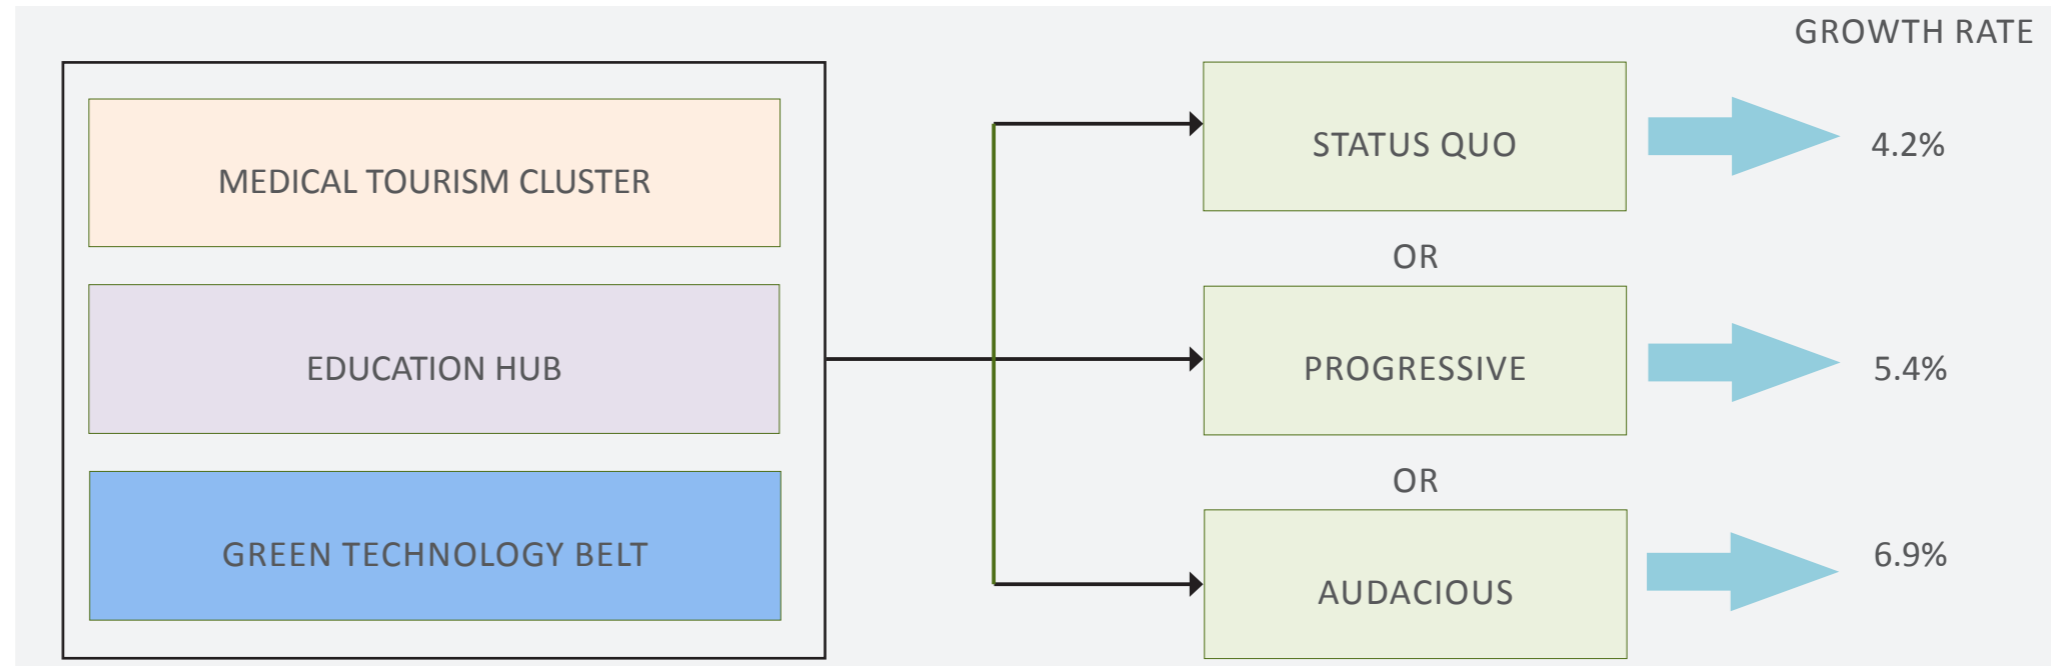 GROWTH RATE
MEDICAL TOURISM CLUSTER
EDUCATION HUB
GREEN TECHNOLOGY BELT
STATUS QUO
4.2%
OR
PROGRESSIVE
5.4%
OR
AUDACIOUS
6.9%